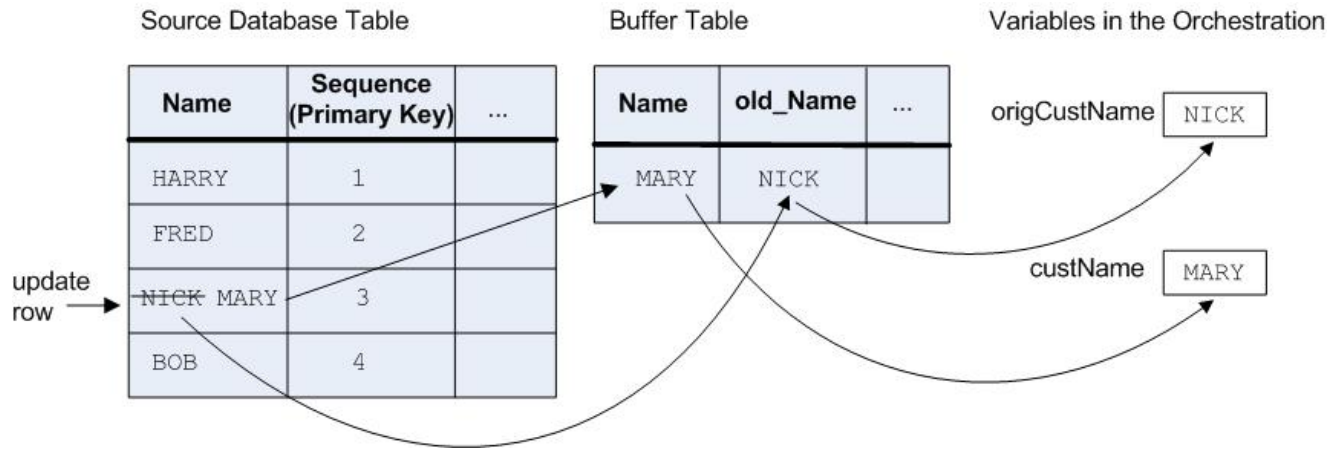 Source Database Table
Buffer Table
Variables in the Orchestration
Name Sequence (Primary Key) ...
HARRY 1
FRED 2
update row
NICK MARY 3
BOB 4
Name old_Name ...
MARY NICK
origCustName NICK
custName MARY